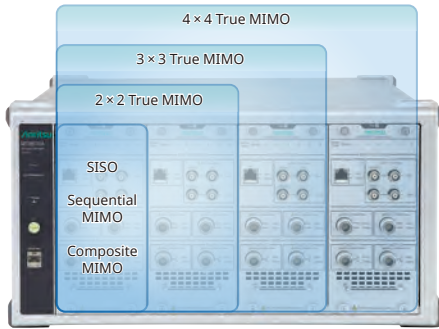 4 × 4 True MIMO
3 × 3 True MIMO
2 × 2 True MIMO
Anritsu
SISO
Sequential
MIMO
Composite
MIMO